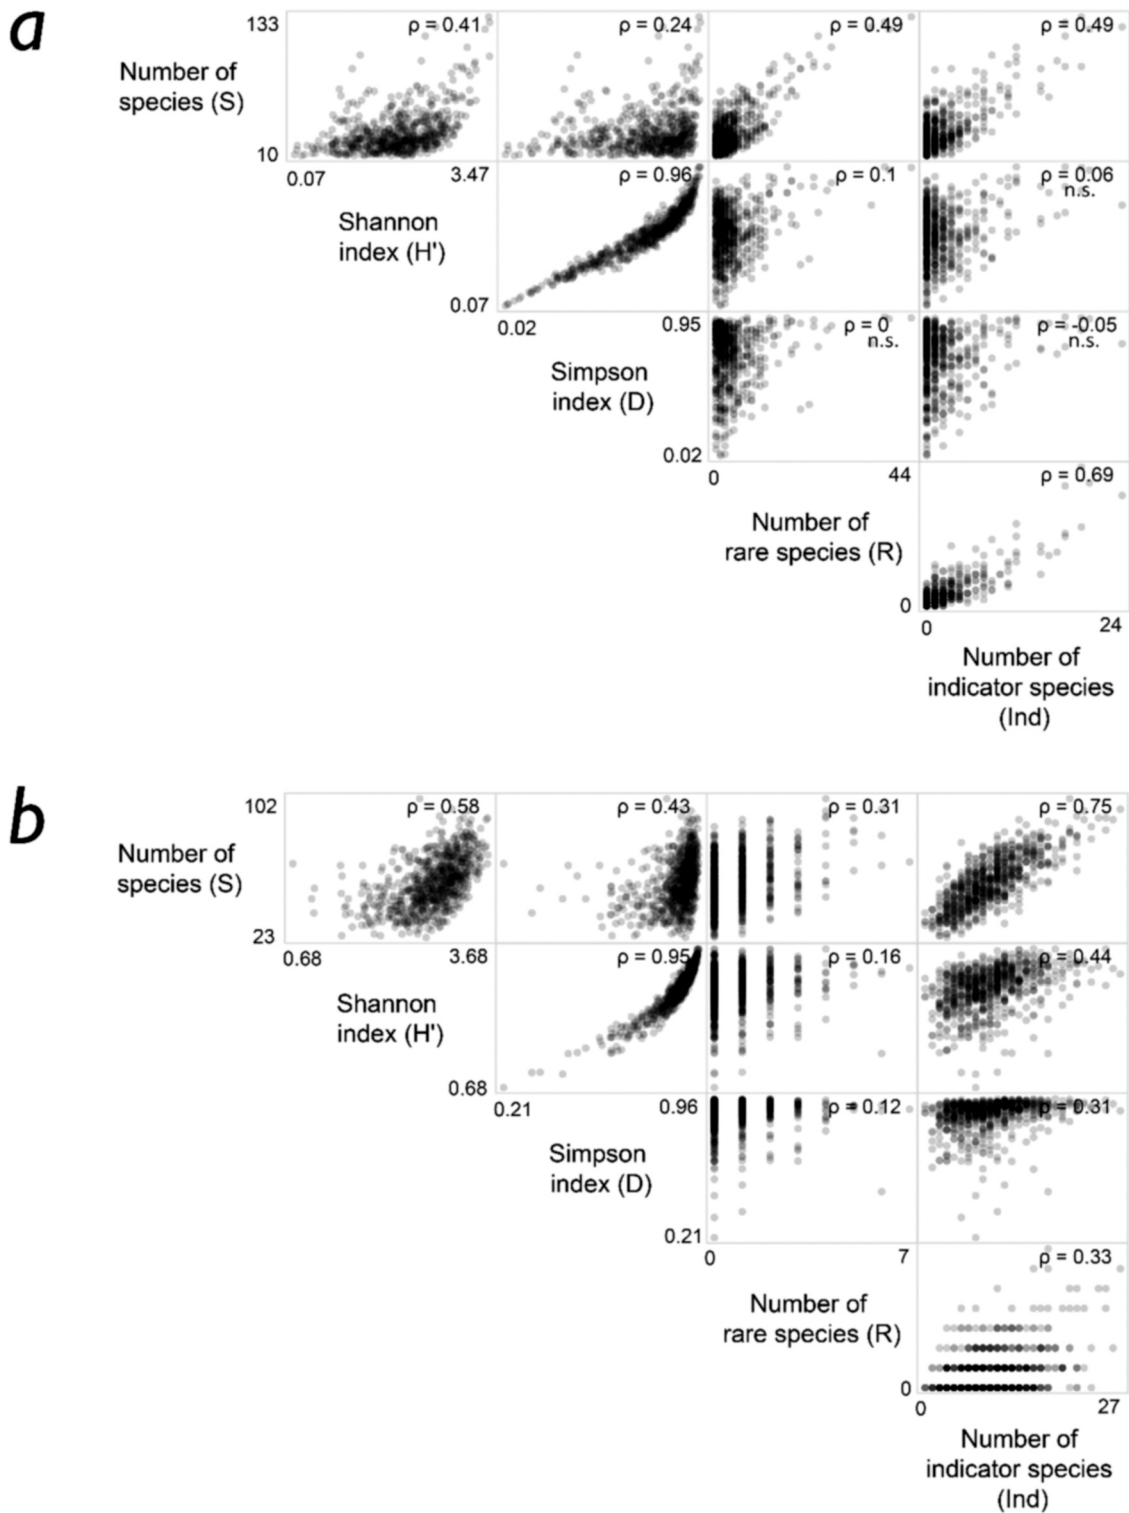 a
133
ρ = 0.41
ρ = 0.24
ρ = 0.49
ρ = 0.49
Number of
species (S)
10
0.07
3.47
ρ = 0.96
ρ = 0.1
ρ = 0.06
n.s.
Shannon
index (H')
0.07
0.02
0.95
ρ = 0
n.s.
ρ = -0.05
n.s.
Simpson
index (D)
0.02
0
44
ρ = 0.69
Number of
rare species (R)
0
0
24
Number of
indicator species
(Ind)
b
102
ρ = 0.58
ρ = 0.43
ρ = 0.31
ρ = 0.75
Number of
species (S)
23
0.68
3.68
ρ = 0.95
ρ = 0.16
ρ = 0.44
Shannon
index (H')
0.68
0.21
0.96
ρ = 0.12
ρ = 0.31
Simpson
index (D)
0.21
0
7
ρ = 0.33
Number of
rare species (R)
0
0
27
Number of
indicator species
(Ind)